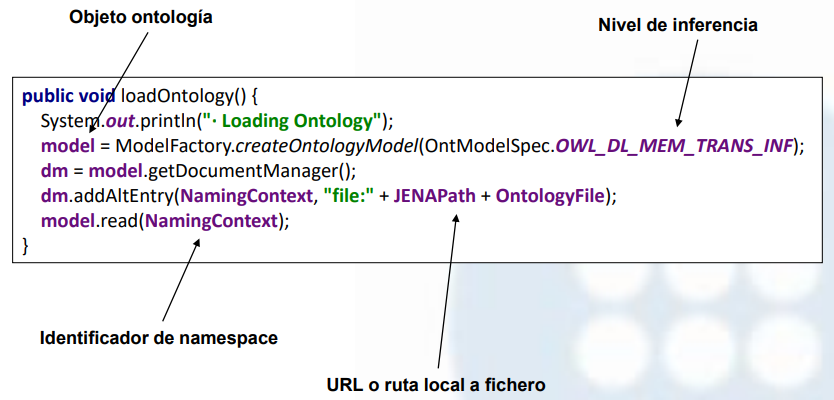 Objeto ontología
Nivel de inferencia
public void loadOntology() {
System.out.println("· Loading Ontology");
model = ModelFactory.createOntologyModel(OntModelSpec.OWL_DL_MEM_TRANS_INF);
dm = model.getDocumentManager();
dm.addAltEntry(NamingContext, "file:" + JENAPath + OntologyFile);
model.read(NamingContext);
}
Identificador de namespace
URL o ruta local a fichero